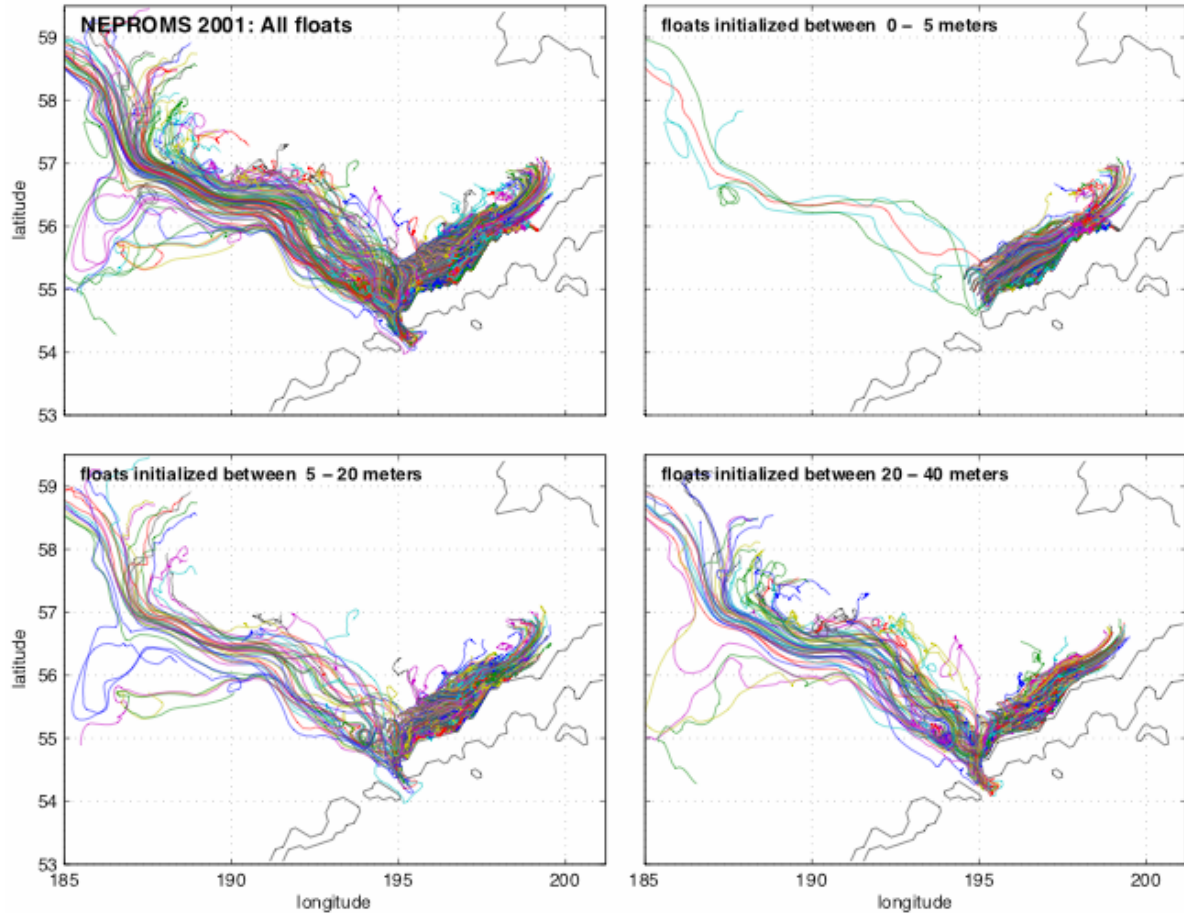 NEPROMS 2001: All floats
floats initialized between 0 – 5 meters
59
58
57
56
55
54
53
latitude
floats initialized between 5 – 20 meters
floats initialized between 20 – 40 meters
59
58
57
56
55
54
53
latitude
185
190
195
200
185
190
195
200
longitude
longitude